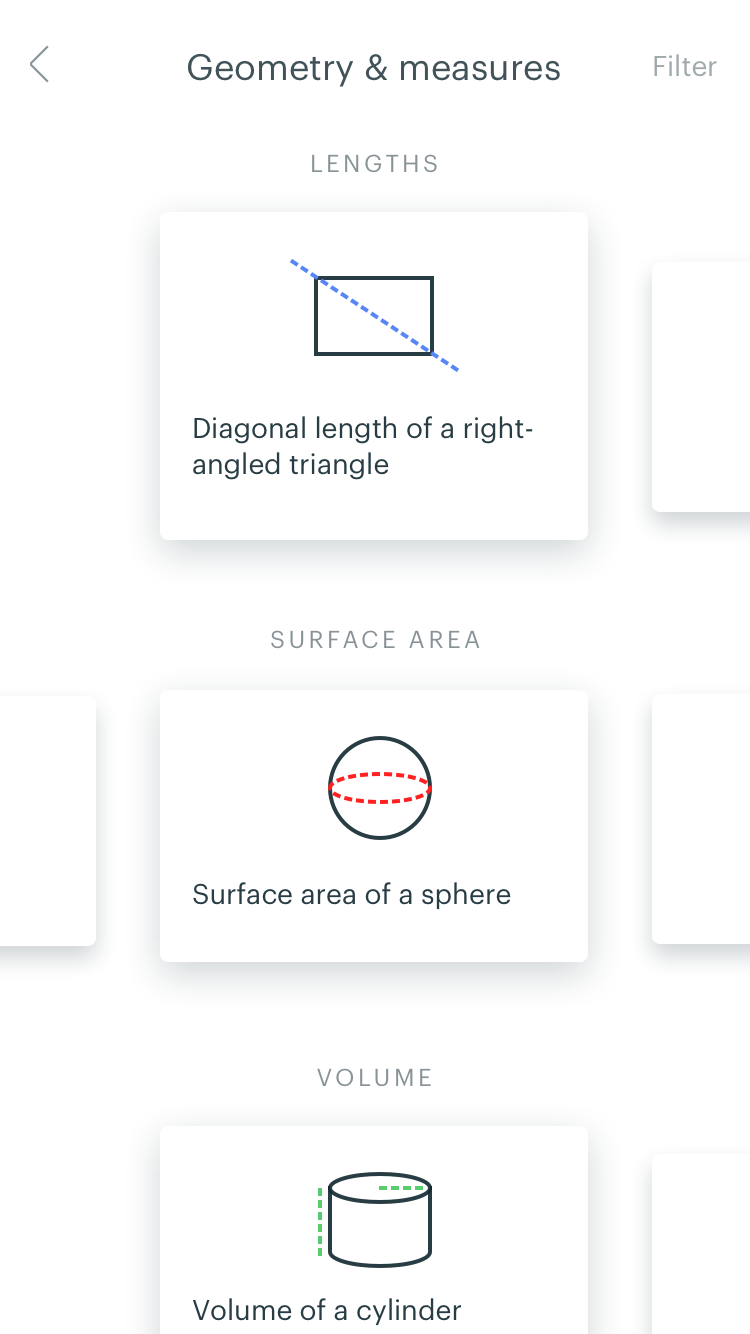 Geometry & measures
Filter
LENGTHS
Diagonal length of a right-
angled triangle
SURFACE AREA
Surface area of a sphere
VOLUME
Volume of a cylinder